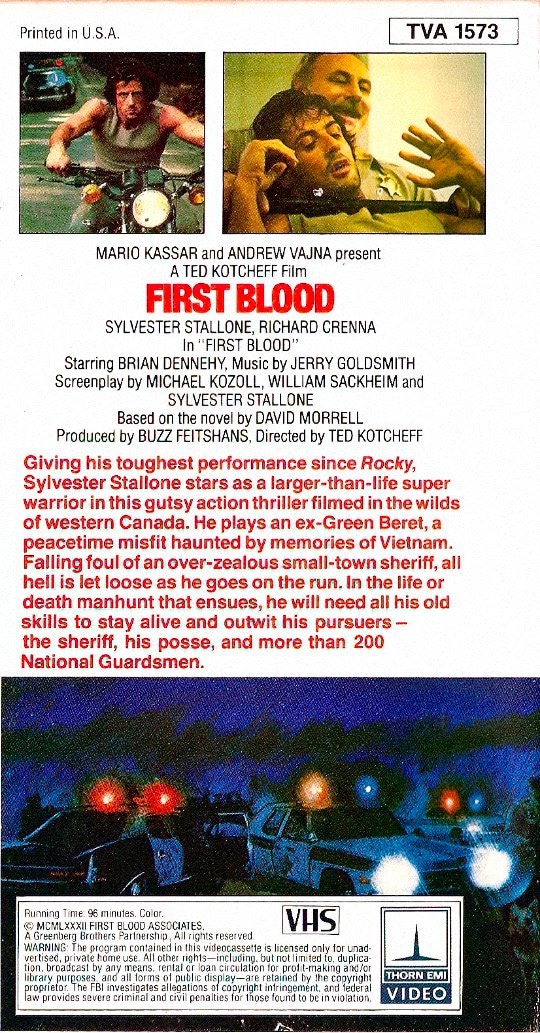 Printed in U.S.A.
TVA 1573
MARIO KASSAR and ANDREW VAJNA present
A TED KOTCHEFF Film
FIRST BLOOD
SYLVESTER STALLONE, RICHARD CRENNA
In "FIRST BLOOD"
Starring BRIAN DENNEHY, Music by JERRY GOLDSMITH
Screenplay by MICHAEL KOZOLL, WILLIAM SACKHEIM and
SYLVESTER STALLONE
Based on the novel by DAVID MORRELL
Produced by BUZZ FEITSHANS, Directed by TED KOTCHEFF
Giving his toughest performance since Rocky,
Sylvester Stallone stars as a larger-than-life super
warrior in this gutsy action thriller filmed in the wilds
of western Canada. He plays an ex-Green Beret, a
peacetime misfit haunted by memories of Vietnam.
Falling foul of an over-zealous small-town sheriff, all
hell is let loose as he goes on the run. In the life or
death manhunt that ensues, he will need all his old
skills to stay alive and outwit his pursuers –
the sheriff, his posse, and more than 200
National Guardsmen.
Running Time: 96 minutes. Color.
© MCMLXXXII FIRST BLOOD ASSOCIATES,
A Greenberg Brothers Partnership, All rights reserved.
WARNING: The program contained in this videocassette is licensed only for unad-
vertised, private home use. All other rights—including, but not limited to, duplica-
tion, broadcast by any means, rental or loan circulation for profit-making and/or
library purposes, and all forms of public display—are retained by the copyright
proprietor. The FBI investigates allegations of copyright infringement, and federal
law provides severe criminal and civil penalties for those found to be in violation.
VHS
THORN EMI
VIDEO